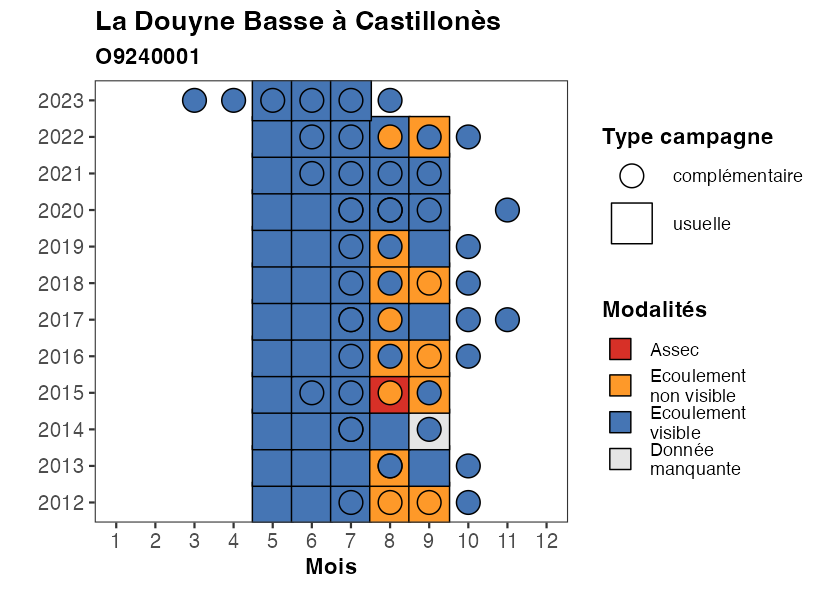 La Douyne Basse à Castillonès
O9240001
2023
2022
2021
2020
2019
2018
2017
2016
2015
2014
2013
2012
1 2 3 4 5 6 7 8 9 10 11 12
Mois
Type campagne
complémentaire
usuelle
Modalités
Assec
Ecoulement
non visible
Ecoulement
visible
Donnée
manquante